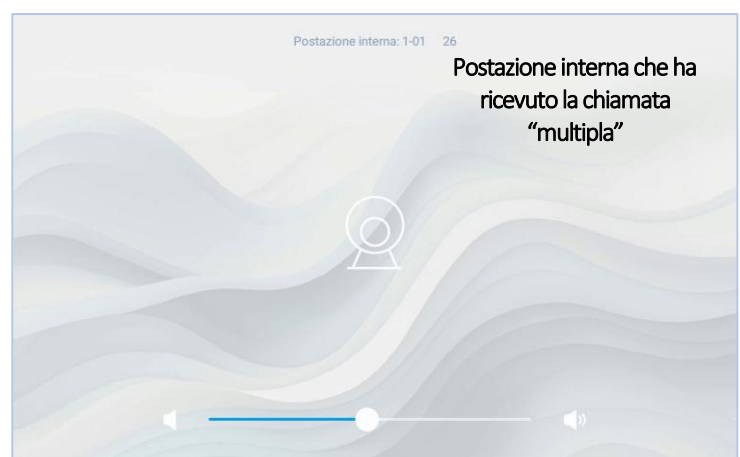 Postazione interna: 1-01 26
Postazione interna che ha
ricevuto la chiamata
“multipla”